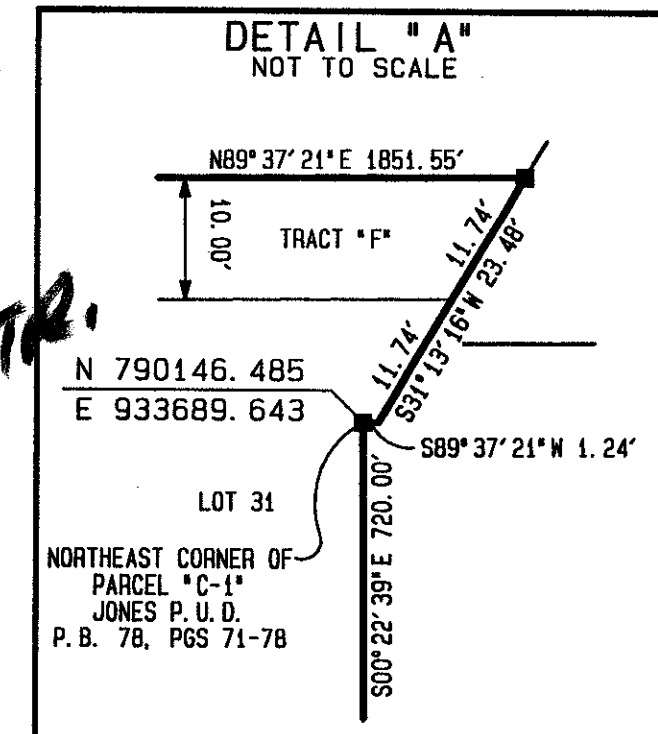 DETAIL "A"
NOT TO SCALE
N89°37'21"E 1851.55'
10.00'
TRACT "F"
11.74'
11.74'
S31°13'16"W 23.48'
N 790146.485
E 933689.643
S89°37'21"W 1.24'
LOT 31
S00°22'39"E 720.00'
NORTHEAST CORNER OF
PARCEL "C-1"
JONES P.U.D.
P.B. 78, PGS 71-78